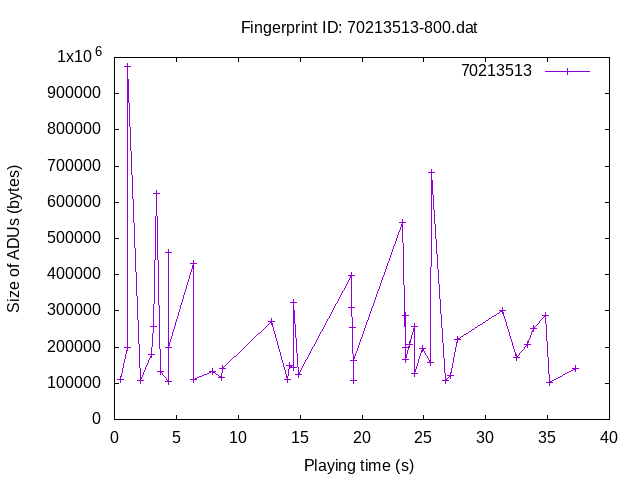 Fingerprint ID: 70213513-800.dat
1x10^6
70213513
900000
800000
700000
600000
500000
400000
300000
200000
100000
0
Size of ADUs (bytes)
0 5 10 15 20 25 30 35 40
Playing time (s)